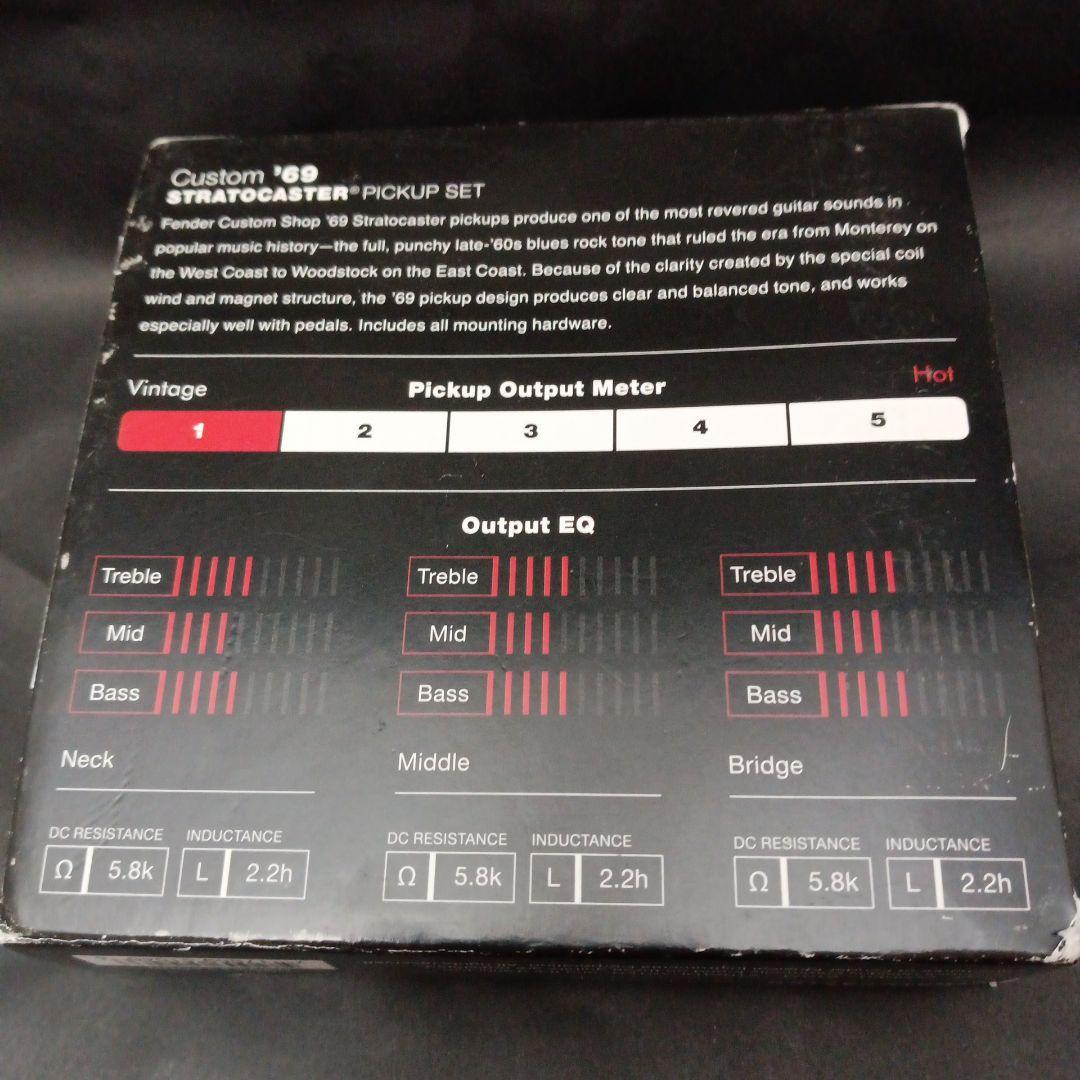 Custom ’69
STRATOCASTER® PICKUP SET
Fender Custom Shop ’69 Stratocaster pickups produce one of the most revered guitar sounds in
popular music history—the full, punchy late-’60s blues rock tone that ruled the era from Monterey on
the West Coast to Woodstock on the East Coast. Because of the clarity created by the special coil
wind and magnet structure, the ’69 pickup design produces clear and balanced tone, and works
especially well with pedals. Includes all mounting hardware.
Vintage Pickup Output Meter Hot
1 2 3 4 5
Output EQ
Treble Treble Treble
Mid Mid Mid
Bass Bass Bass
Neck Middle Bridge
DC RESISTANCE INDUCTANCE DC RESISTANCE INDUCTANCE DC RESISTANCE INDUCTANCE
Ω 5.8k L 2.2h Ω 5.8k L 2.2h Ω 5.8k L 2.2h